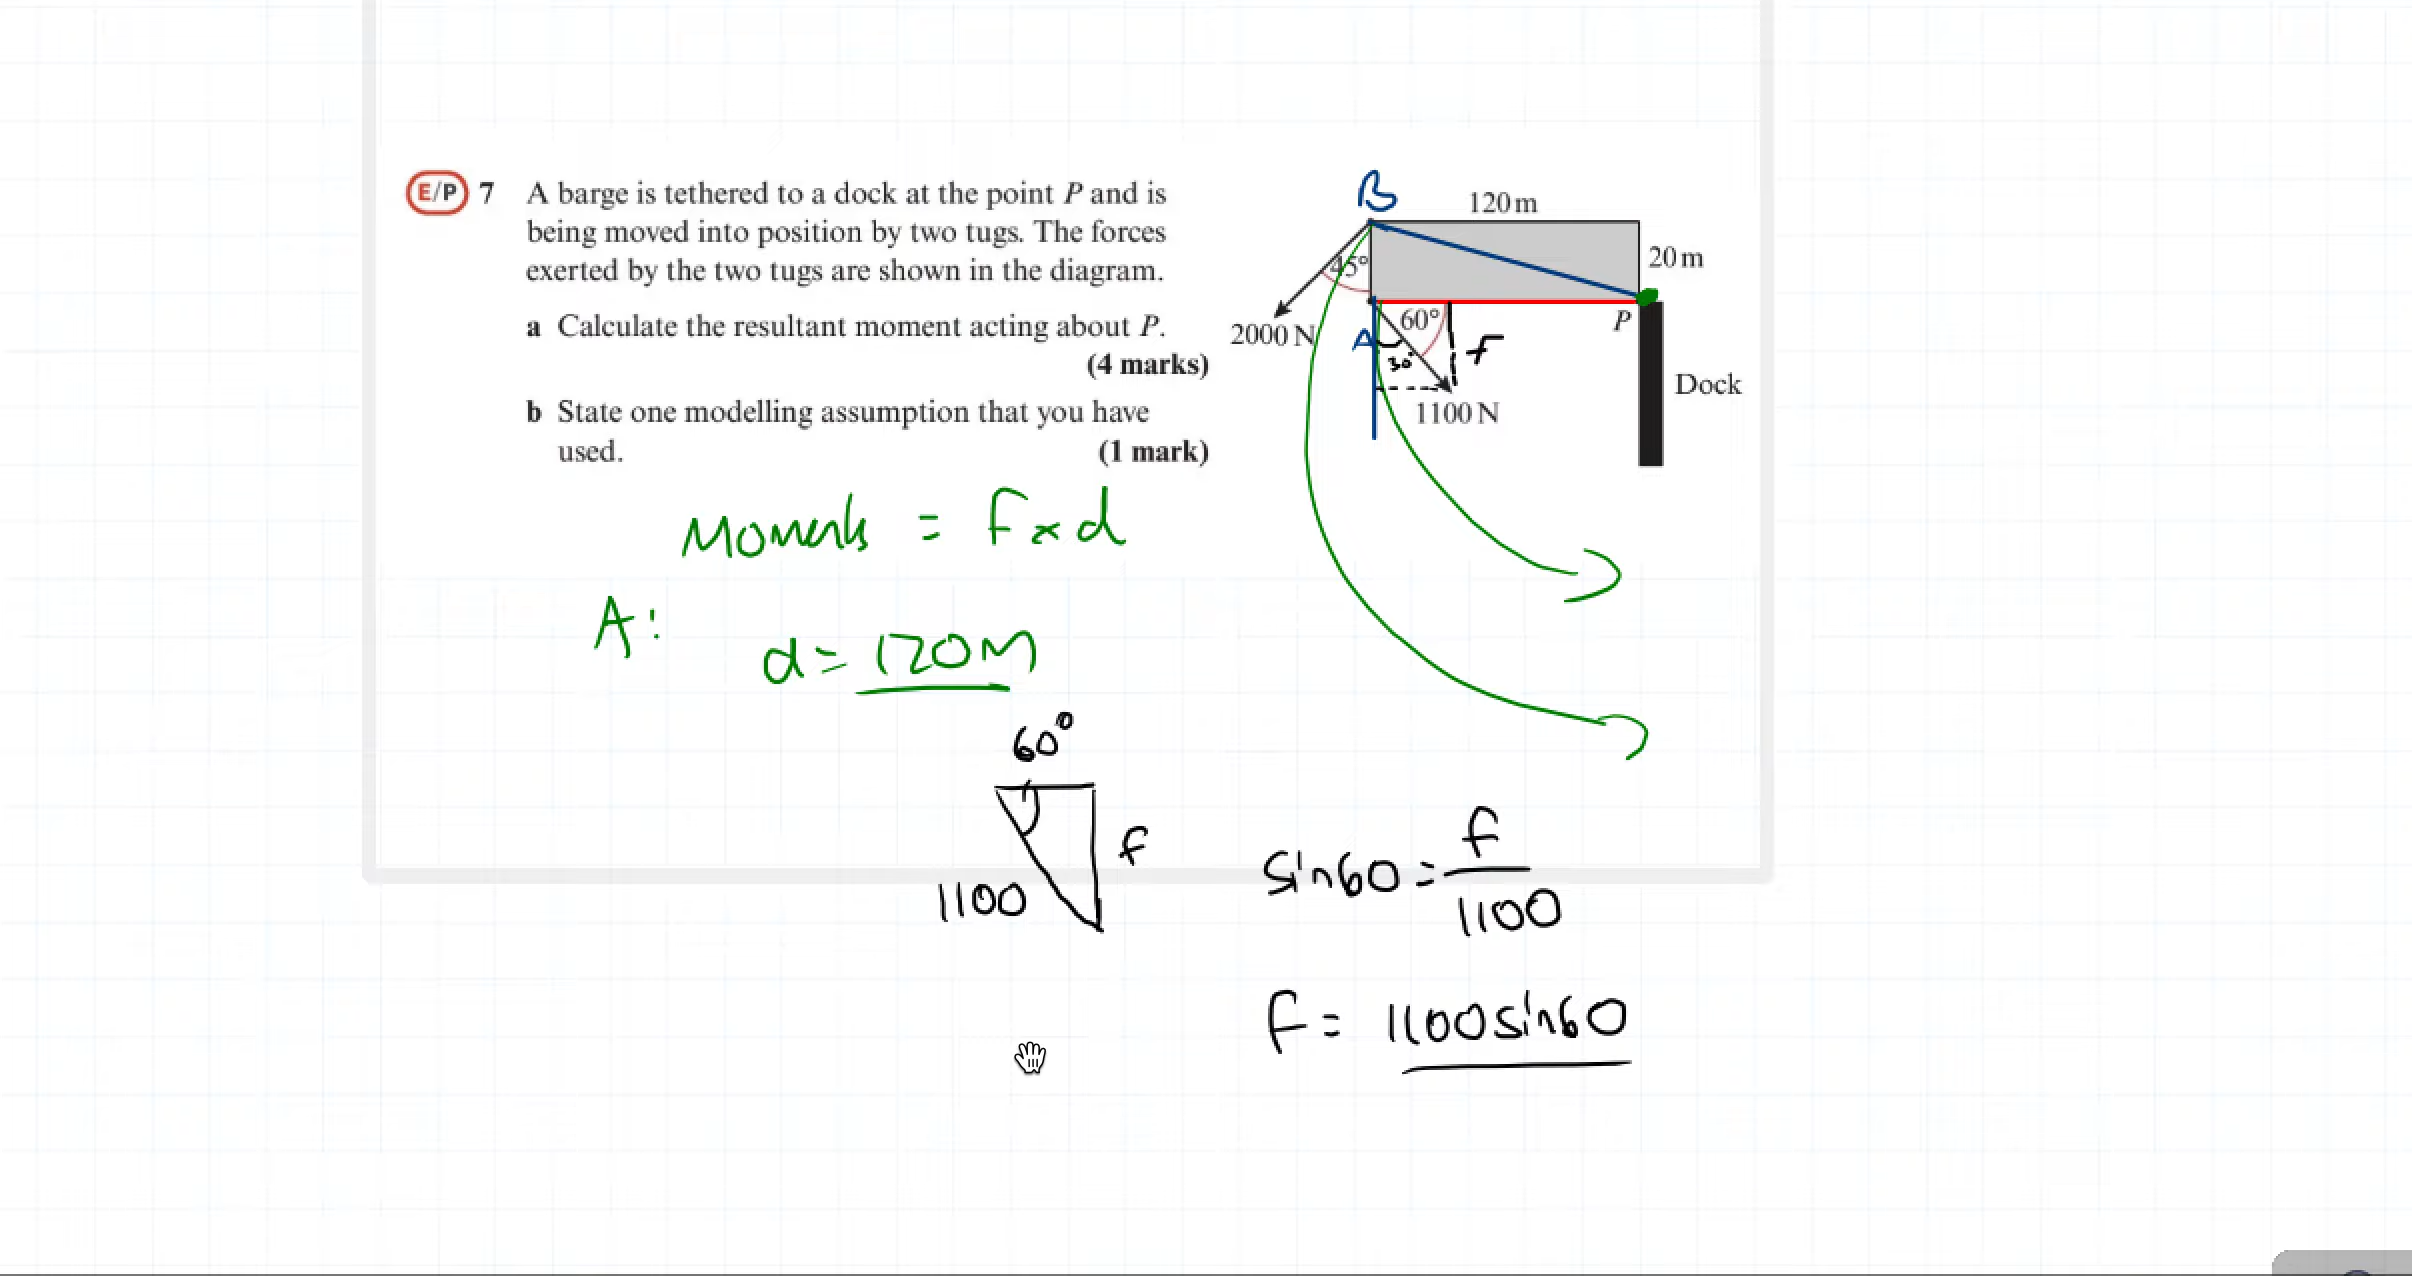 E/P 7 A barge is tethered to a dock at the point P and is
being moved into position by two tugs. The forces
exerted by the two tugs are shown in the diagram.
a Calculate the resultant moment acting about P.
(4 marks)
b State one modelling assumption that you have
used. (1 mark)
B
120 m
20 m
45°
2000 N
A
60°
30°
f
P
1100 N
Dock
Moments = F x d
A:
d = 120M
60°
1100
f
sin60 = f
1100
F = 1100sin60